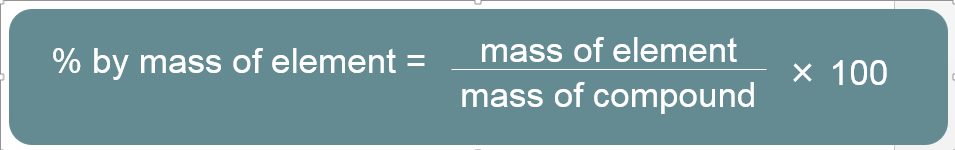 % by mass of element = mass of element / mass of compound × 100